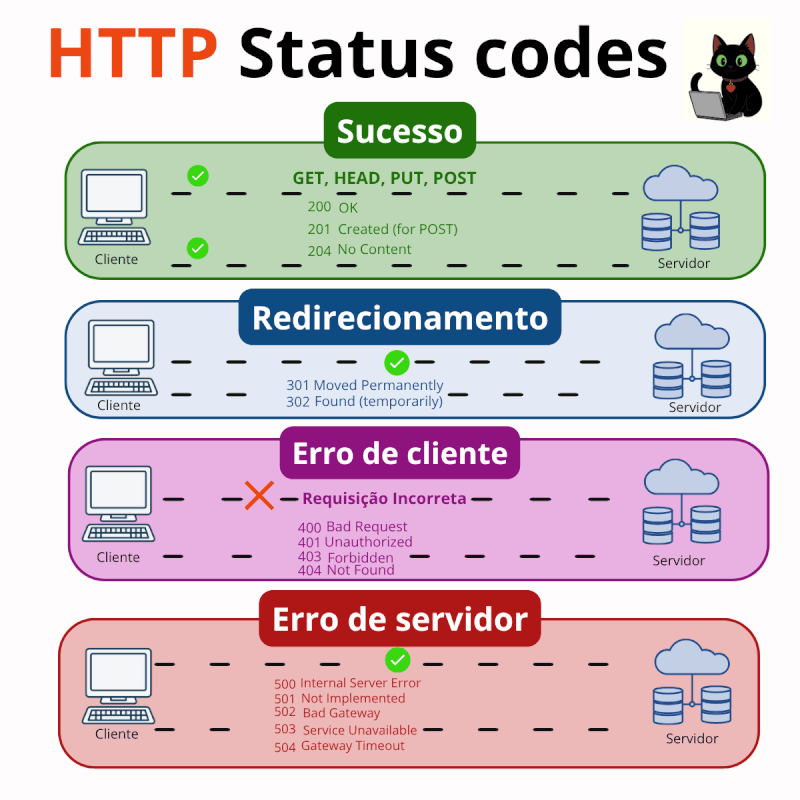 HTTP Status codes
Sucesso
GET, HEAD, PUT, POST
200 OK
201 Created (for POST)
204 No Content
Cliente
Servidor
Redirecionamento
301 Moved Permanently
302 Found (temporarily)
Cliente
Servidor
Erro de cliente
Requisição Incorreta
400 Bad Request
401 Unauthorized
403 Forbidden
404 Not Found
Cliente
Servidor
Erro de servidor
500 Internal Server Error
501 Not Implemented
502 Bad Gateway
503 Service Unavailable
504 Gateway Timeout
Cliente
Servidor